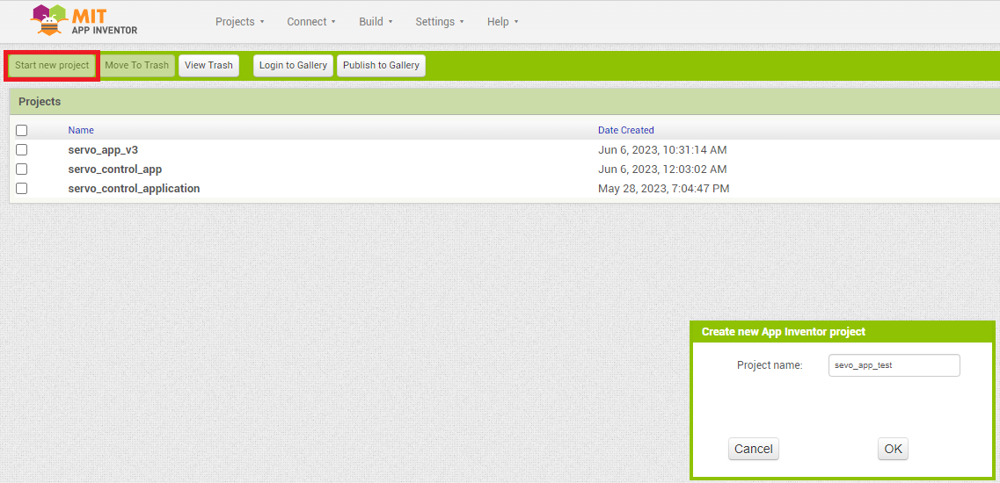 MIT
APP INVENTOR
Projects Connect Build Settings Help
Start new project Move To Trash View Trash Login to Gallery Publish to Gallery
Projects
Name Date Created
servo_app_v3 Jun 6, 2023, 10:31:14 AM
servo_control_app Jun 6, 2023, 12:03:02 AM
servo_control_application May 28, 2023, 7:04:47 PM
Create new App Inventor project
Project name: sevo_app_test
Cancel OK